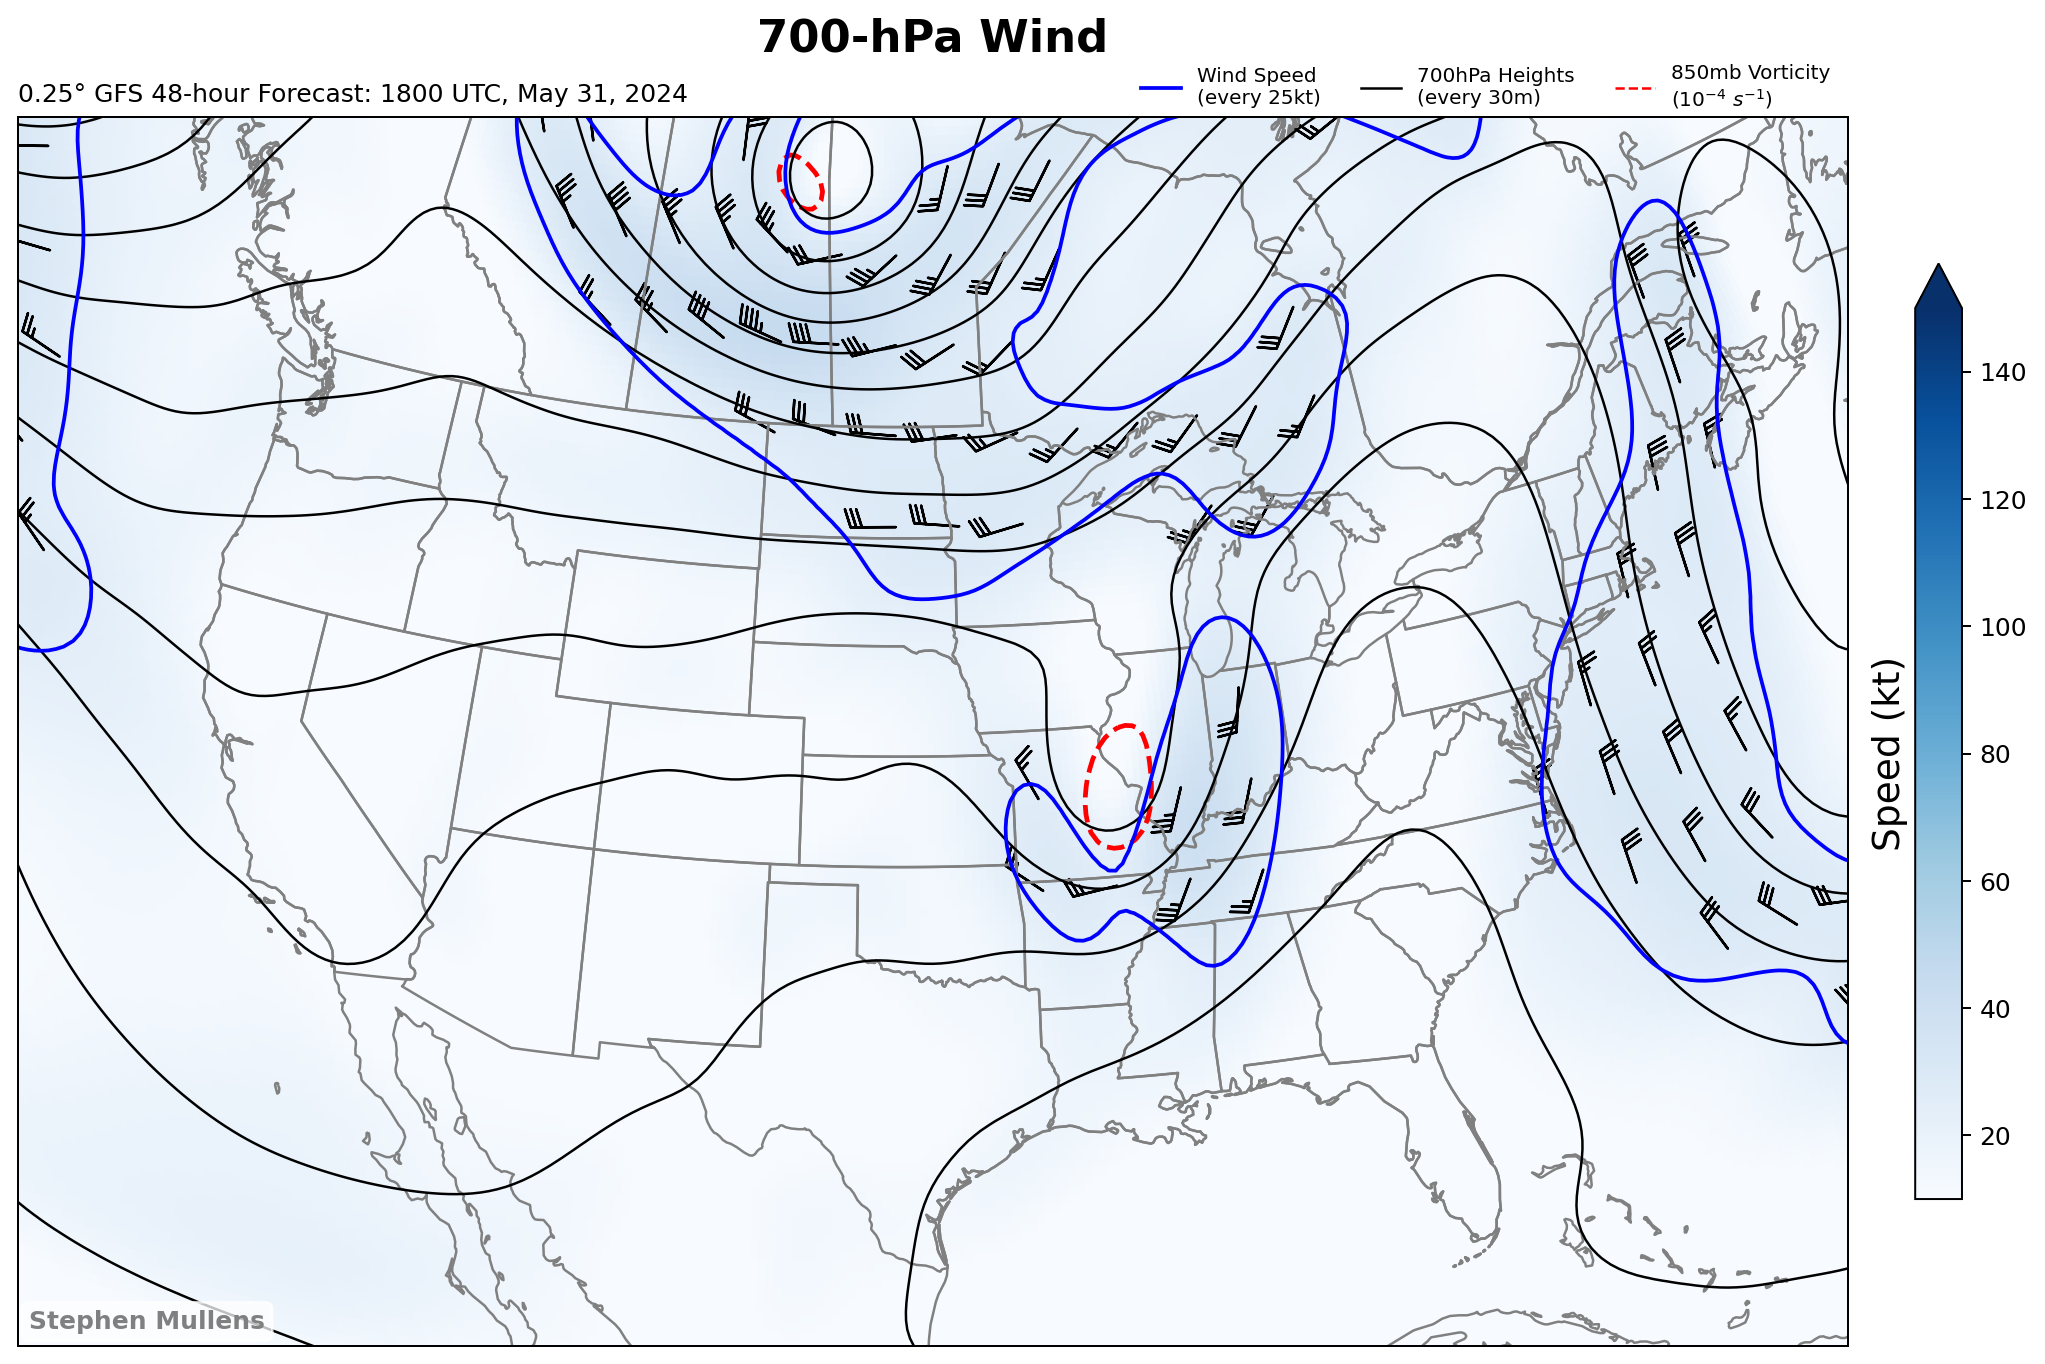 700-hPa Wind
0.25° GFS 48-hour Forecast: 1800 UTC, May 31, 2024
Wind Speed
(every 25kt)
700hPa Heights
(every 30m)
850mb Vorticity
(10⁻⁴ s⁻¹)
140
120
100
80
60
40
20
Speed (kt)
Stephen Mullens